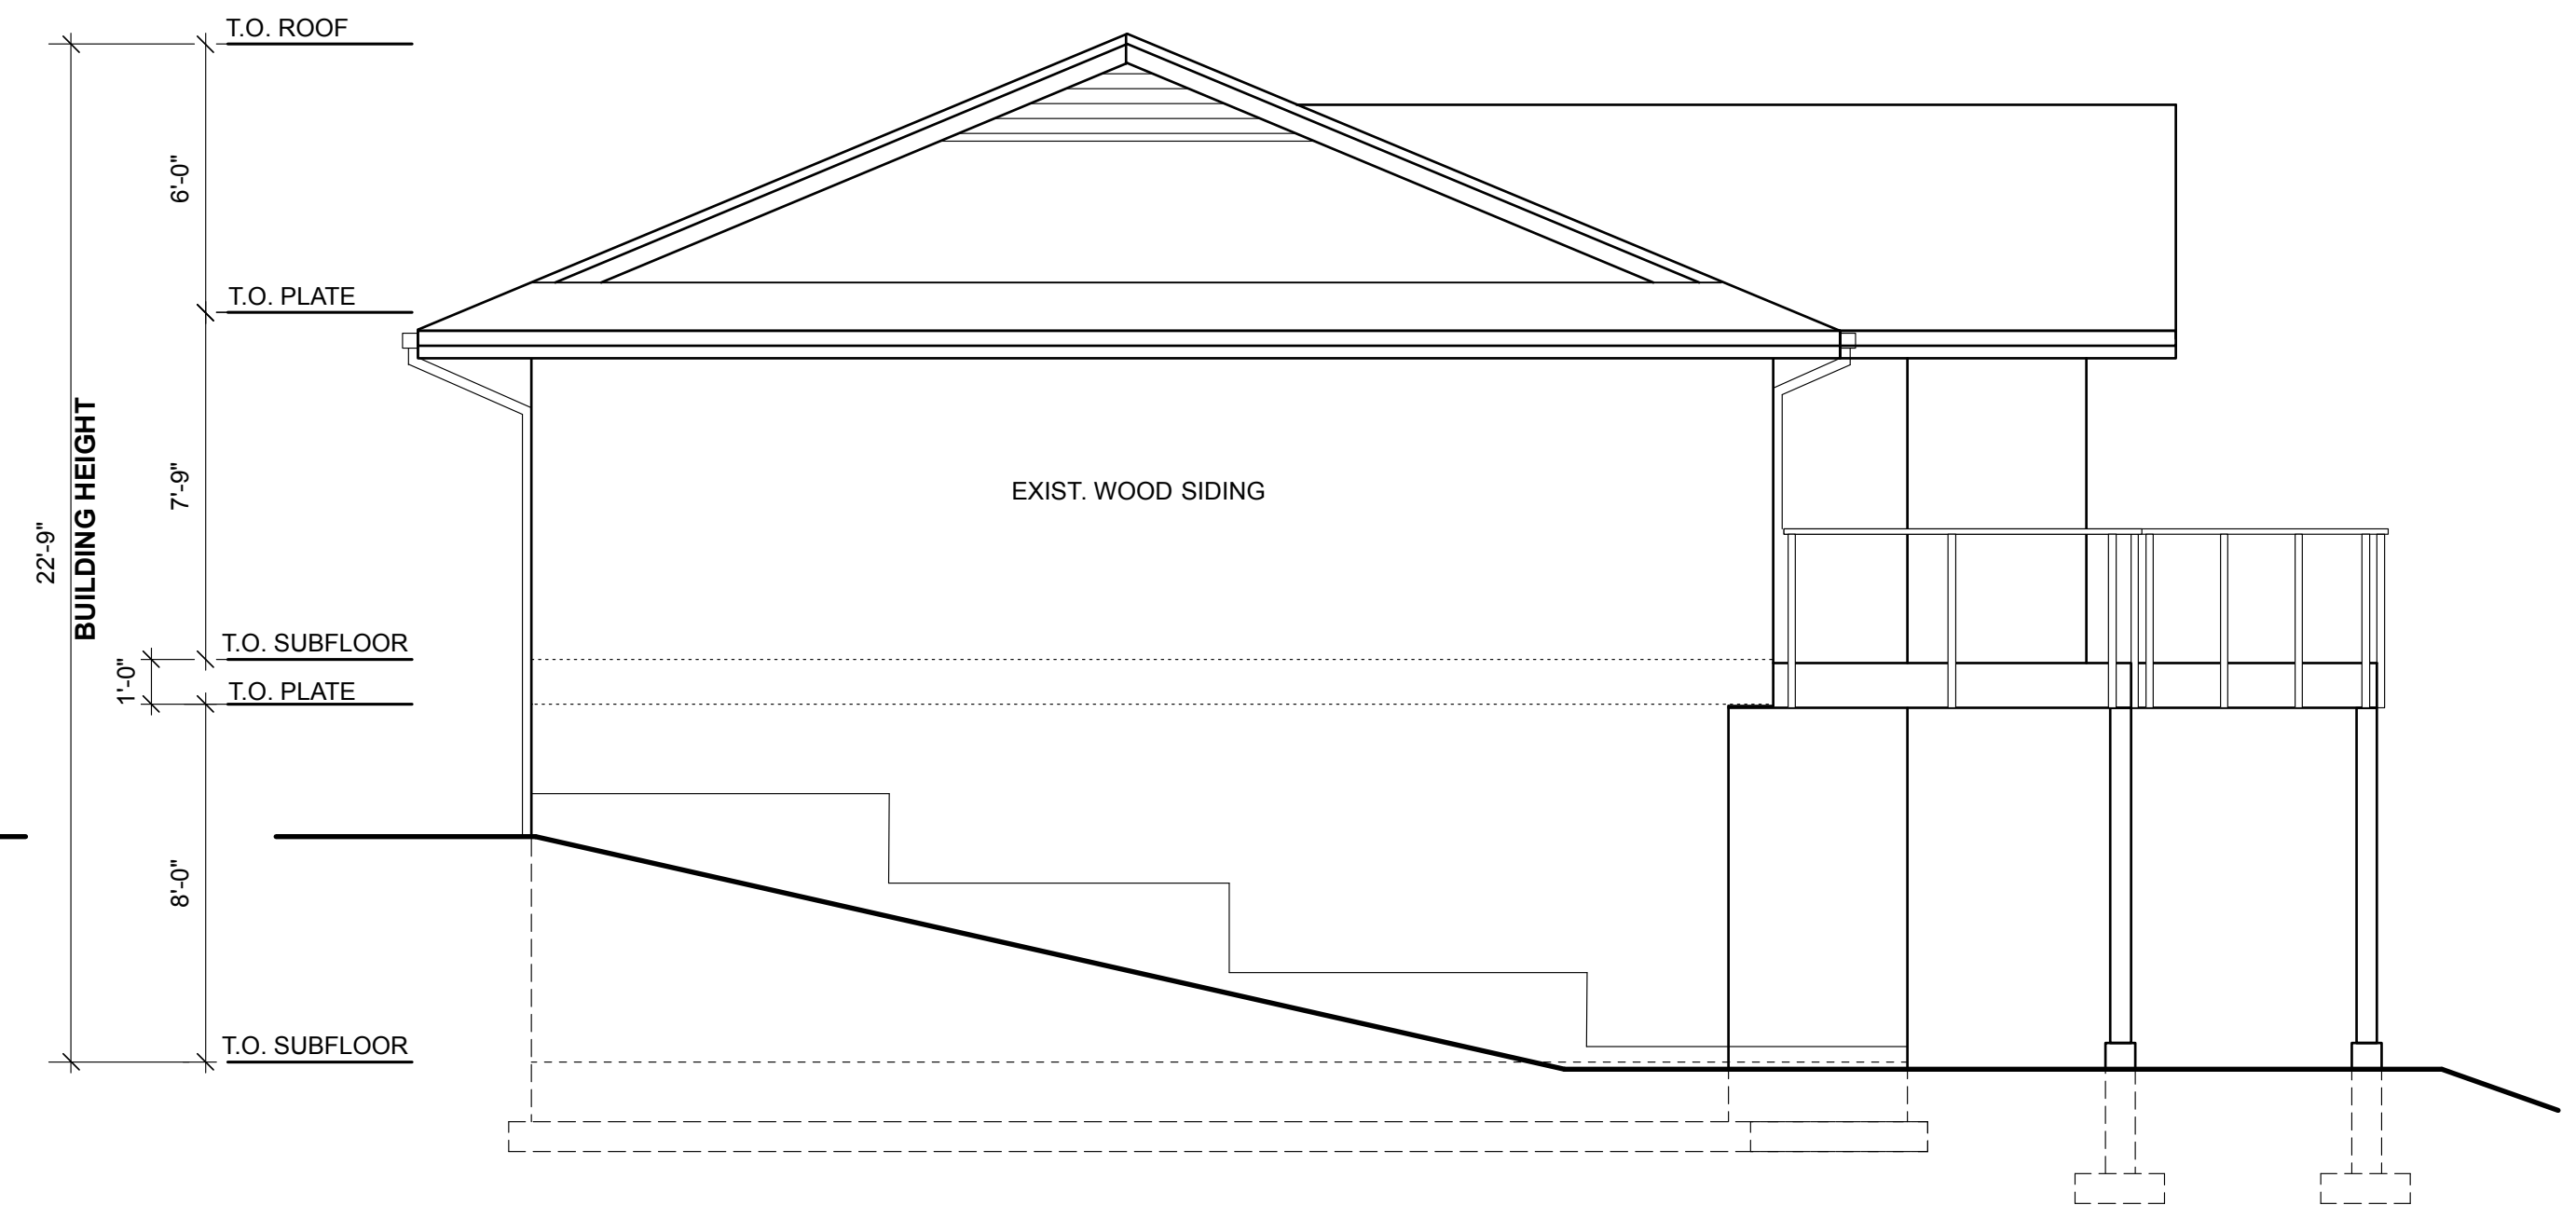 T.O. ROOF
6'-0"
T.O. PLATE
7'-9"
BUILDING HEIGHT
22'-9"
EXIST. WOOD SIDING
T.O. SUBFLOOR
1'-0"
T.O. PLATE
8'-0"
T.O. SUBFLOOR